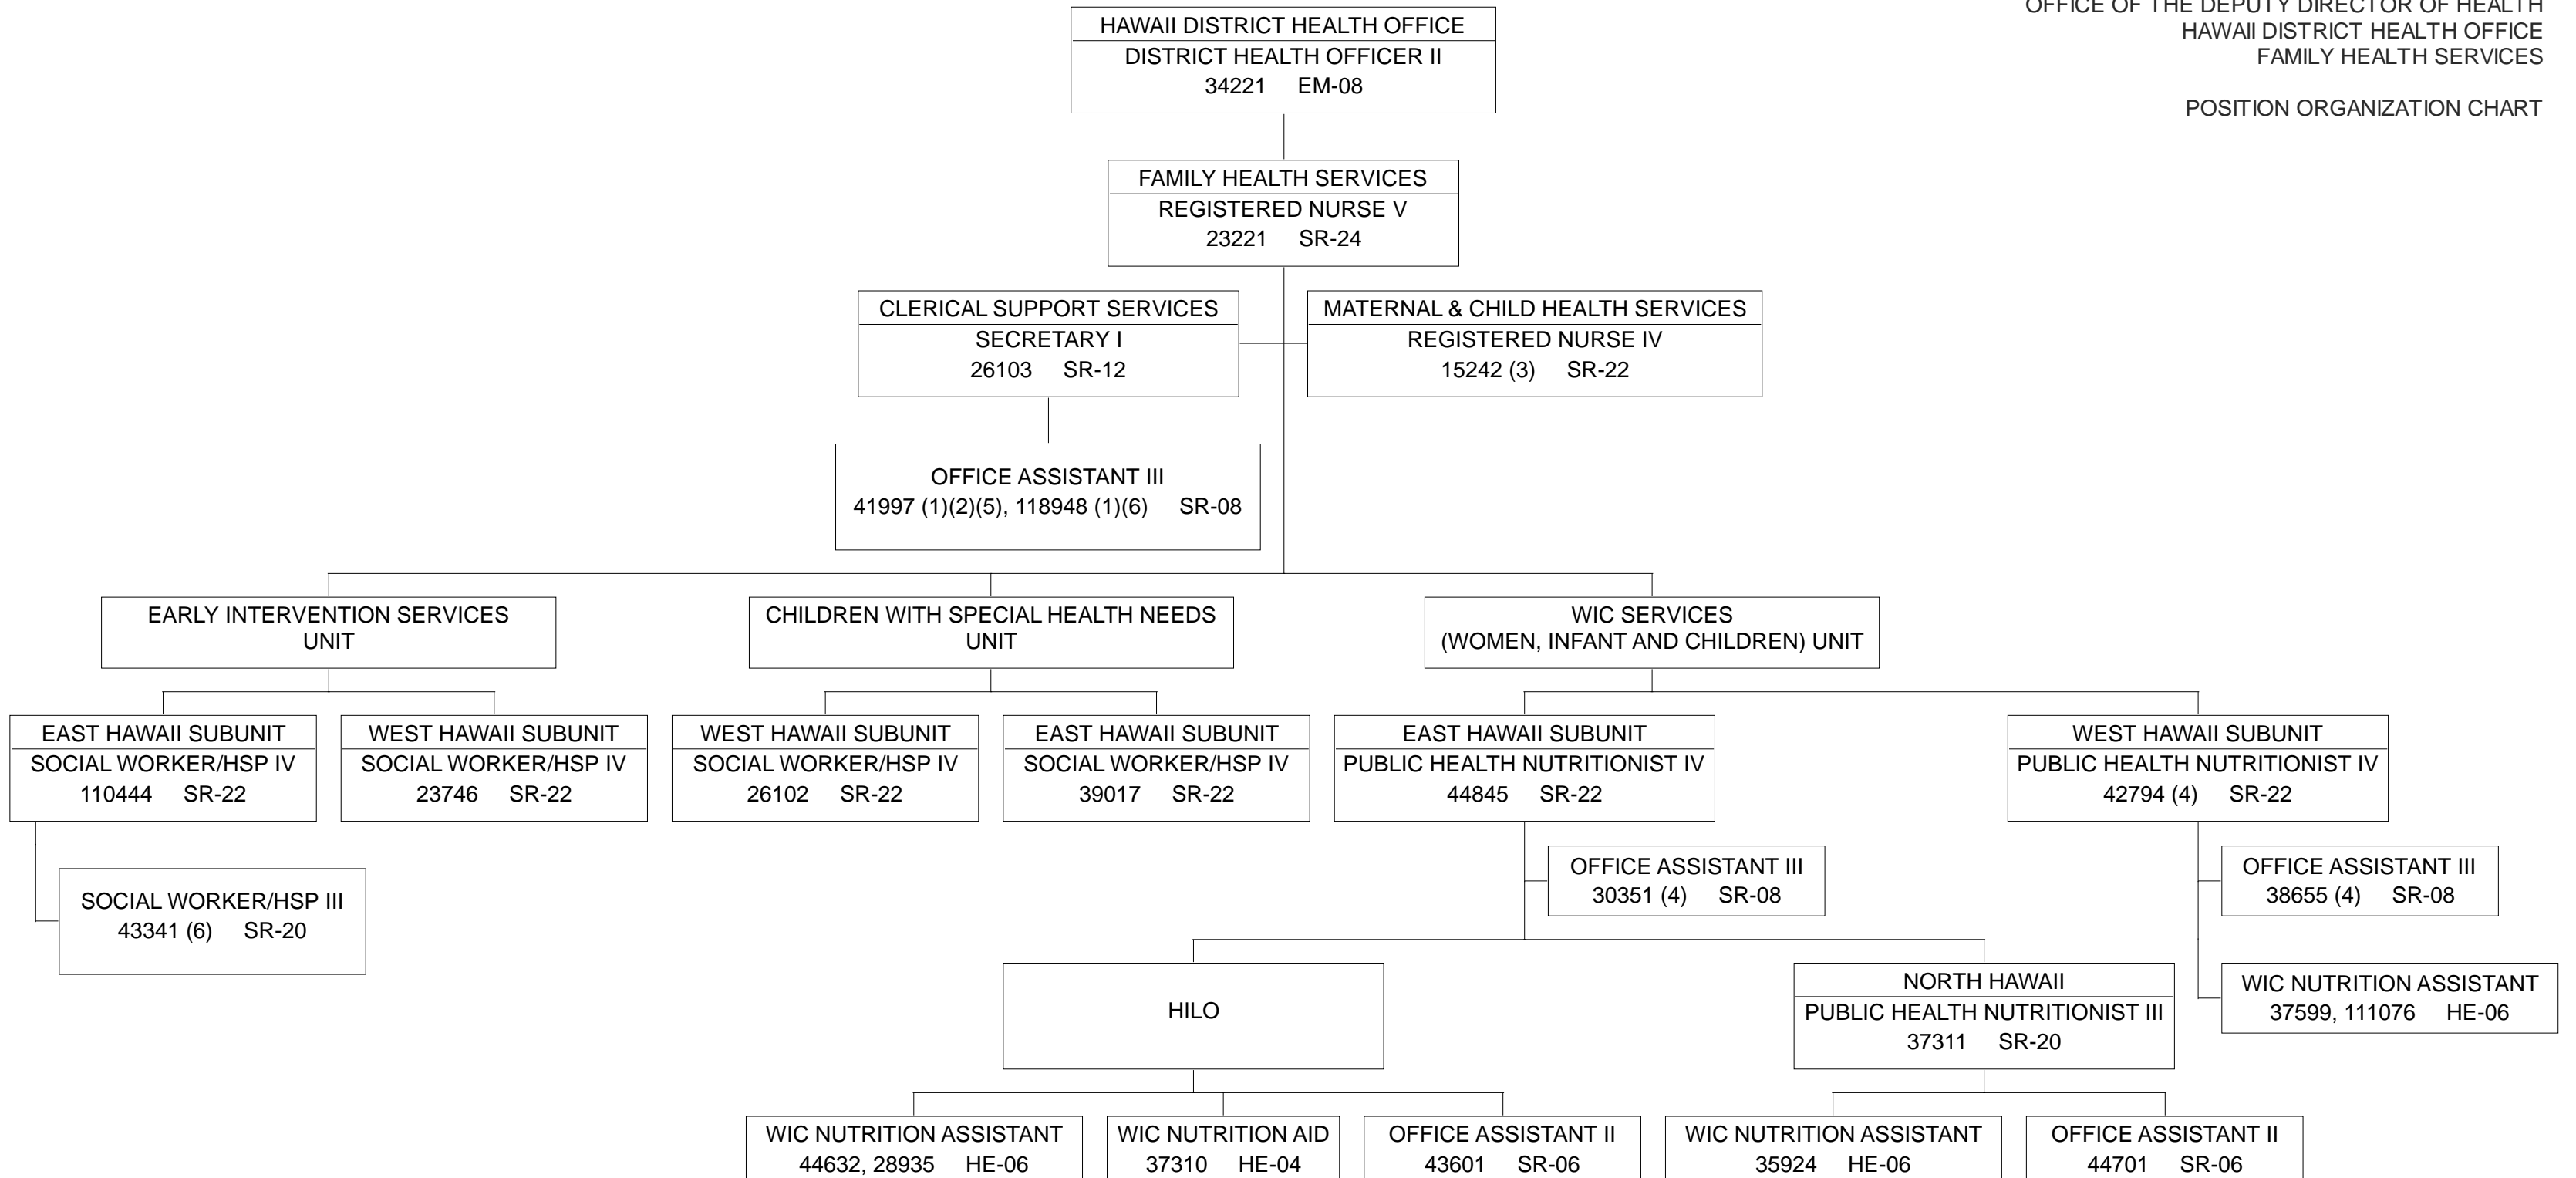 OFFICE OF THE DEPUTY DIRECTOR OF HEALTH
HAWAII DISTRICT HEALTH OFFICE
FAMILY HEALTH SERVICES
POSITION ORGANIZATION CHART
HAWAII DISTRICT HEALTH OFFICE
DISTRICT HEALTH OFFICER II
34221 EM-08
FAMILY HEALTH SERVICES
REGISTERED NURSE V
23221 SR-24
CLERICAL SUPPORT SERVICES
SECRETARY I
26103 SR-12
MATERNAL & CHILD HEALTH SERVICES
REGISTERED NURSE IV
15242 (3) SR-22
OFFICE ASSISTANT III
41997 (1)(2)(5), 118948 (1)(6) SR-08
EARLY INTERVENTION SERVICES
UNIT
CHILDREN WITH SPECIAL HEALTH NEEDS
UNIT
WIC SERVICES
(WOMEN, INFANT AND CHILDREN) UNIT
EAST HAWAII SUBUNIT
SOCIAL WORKER/HSP IV
110444 SR-22
WEST HAWAII SUBUNIT
SOCIAL WORKER/HSP IV
23746 SR-22
WEST HAWAII SUBUNIT
SOCIAL WORKER/HSP IV
26102 SR-22
EAST HAWAII SUBUNIT
SOCIAL WORKER/HSP IV
39017 SR-22
EAST HAWAII SUBUNIT
PUBLIC HEALTH NUTRITIONIST IV
44845 SR-22
WEST HAWAII SUBUNIT
PUBLIC HEALTH NUTRITIONIST IV
42794 (4) SR-22
SOCIAL WORKER/HSP III
43341 (6) SR-20
OFFICE ASSISTANT III
30351 (4) SR-08
OFFICE ASSISTANT III
38655 (4) SR-08
HILO
NORTH HAWAII
PUBLIC HEALTH NUTRITIONIST III
37311 SR-20
WIC NUTRITION ASSISTANT
37599, 111076 HE-06
WIC NUTRITION ASSISTANT
44632, 28935 HE-06
WIC NUTRITION AID
37310 HE-04
OFFICE ASSISTANT II
43601 SR-06
WIC NUTRITION ASSISTANT
35924 HE-06
OFFICE ASSISTANT II
44701 SR-06